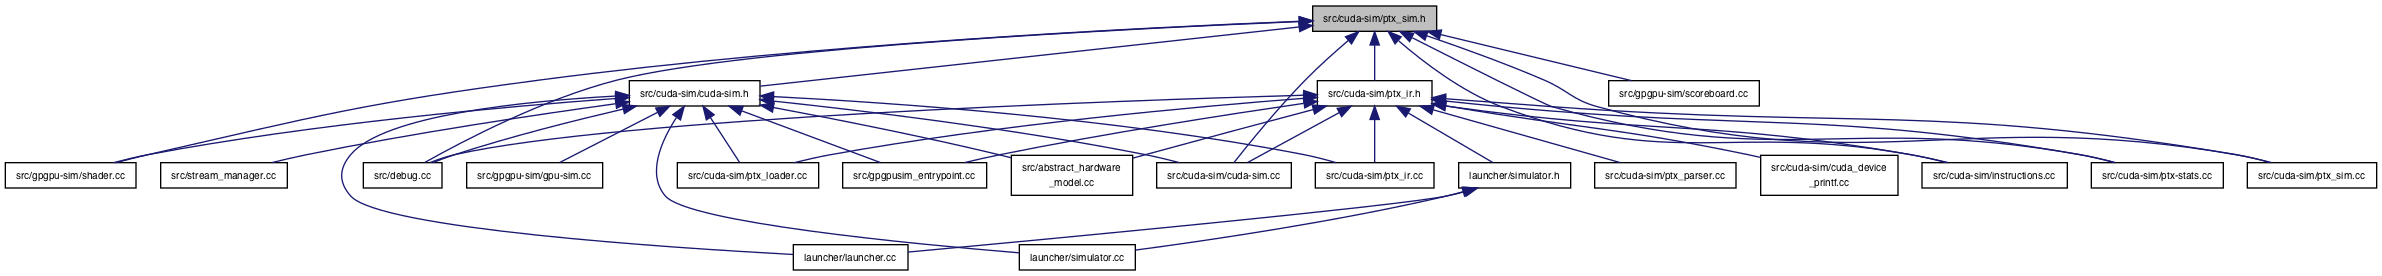 src/cuda-sim/ptx_sim.h
src/cuda-sim/cuda-sim.h
src/cuda-sim/ptx_ir.h
src/gpgpu-sim/scoreboard.cc
src/gpgpu-sim/shader.cc
src/stream_manager.cc
src/debug.cc
src/gpgpu-sim/gpu-sim.cc
src/cuda-sim/ptx_loader.cc
src/gpgpusim_entrypoint.cc
src/abstract_hardware
_model.cc
src/cuda-sim/cuda-sim.cc
src/cuda-sim/ptx_ir.cc
launcher/simulator.h
src/cuda-sim/ptx_parser.cc
src/cuda-sim/cuda_device
_printf.cc
src/cuda-sim/instructions.cc
src/cuda-sim/ptx-stats.cc
src/cuda-sim/ptx_sim.cc
launcher/launcher.cc
launcher/simulator.cc